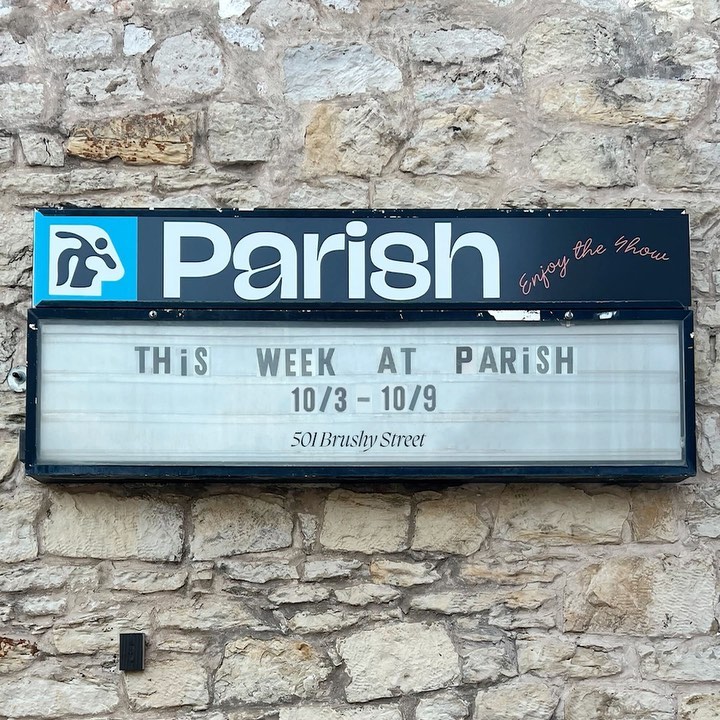 Parish
Enjoy the Show
THiS WEEK AT PARiSH
10/3 - 10/9
501 Brushy Street